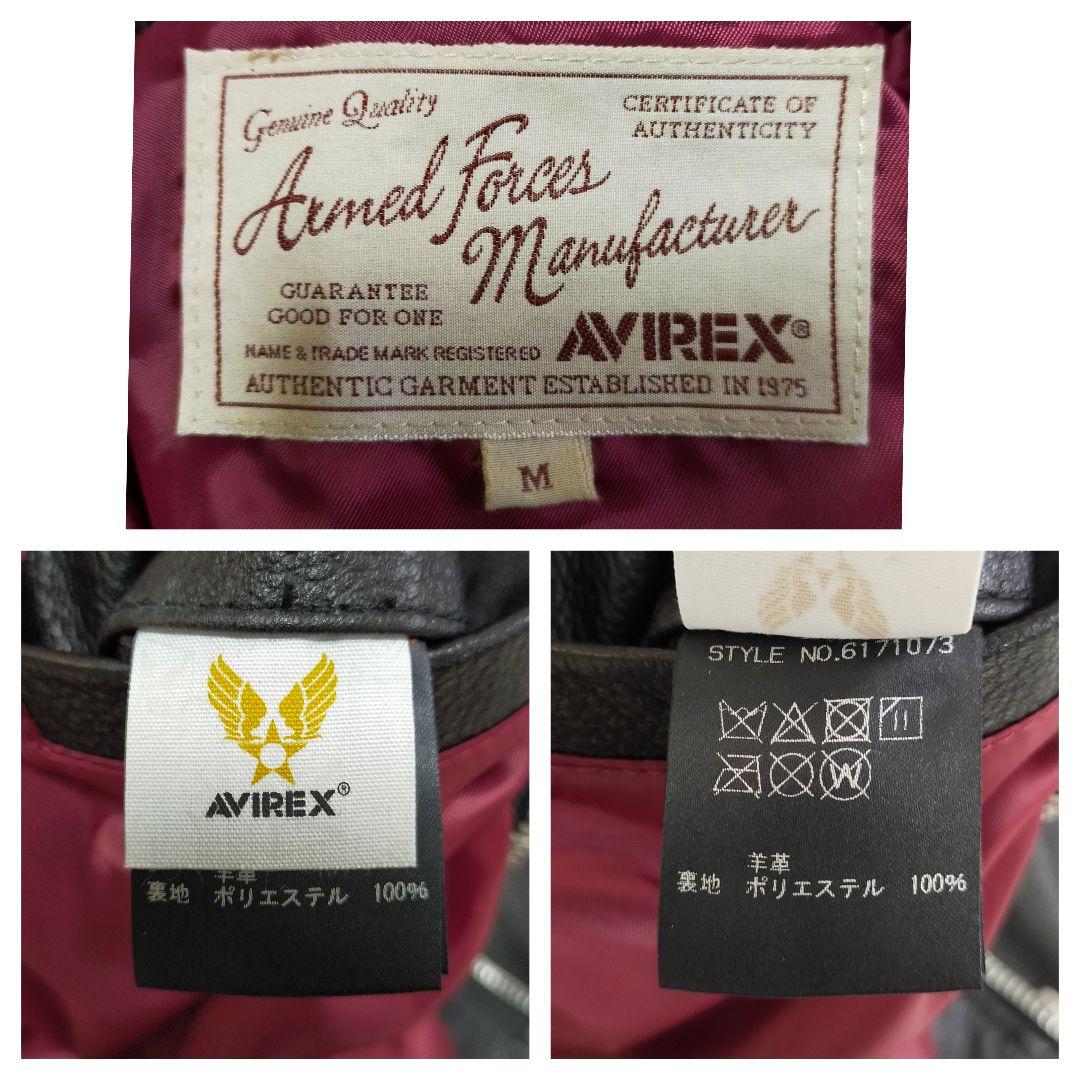 Genuine Quality
CERTIFICATE OF
AUTHENTICITY
Armed Forces
Manufacturer
GUARANTEE
GOOD FOR ONE
NAME & TRADE MARK REGISTERED
AVIREX®
AUTHENTIC GARMENT ESTABLISHED IN 1975
M
AVIREX®
羊革
裏地 ポリエステル 100%
STYLE NO.6171073
W
羊革
裏地 ポリエステル 100%